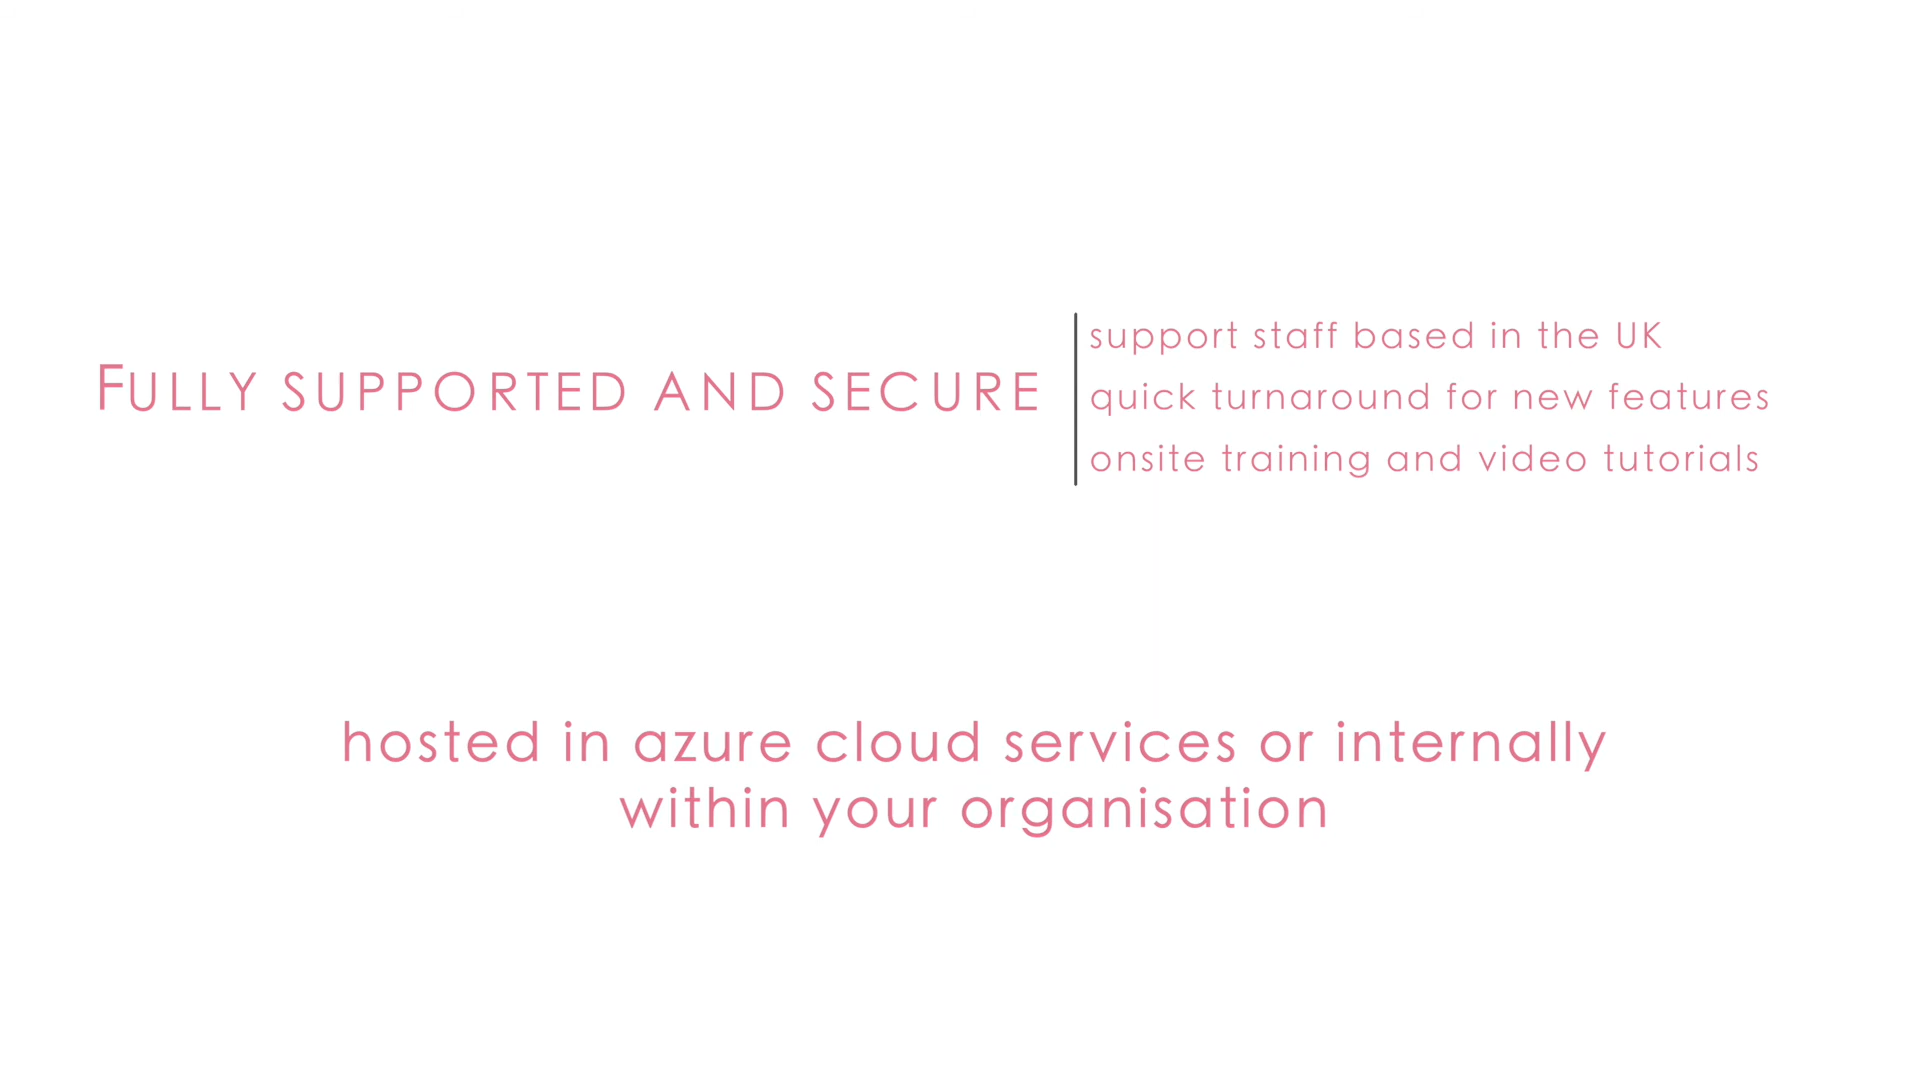 FULLY SUPPORTED AND SECURE
support staff based in the UK
quick turnaround for new features
onsite training and video tutorials
hosted in azure cloud services or internally
within your organisation